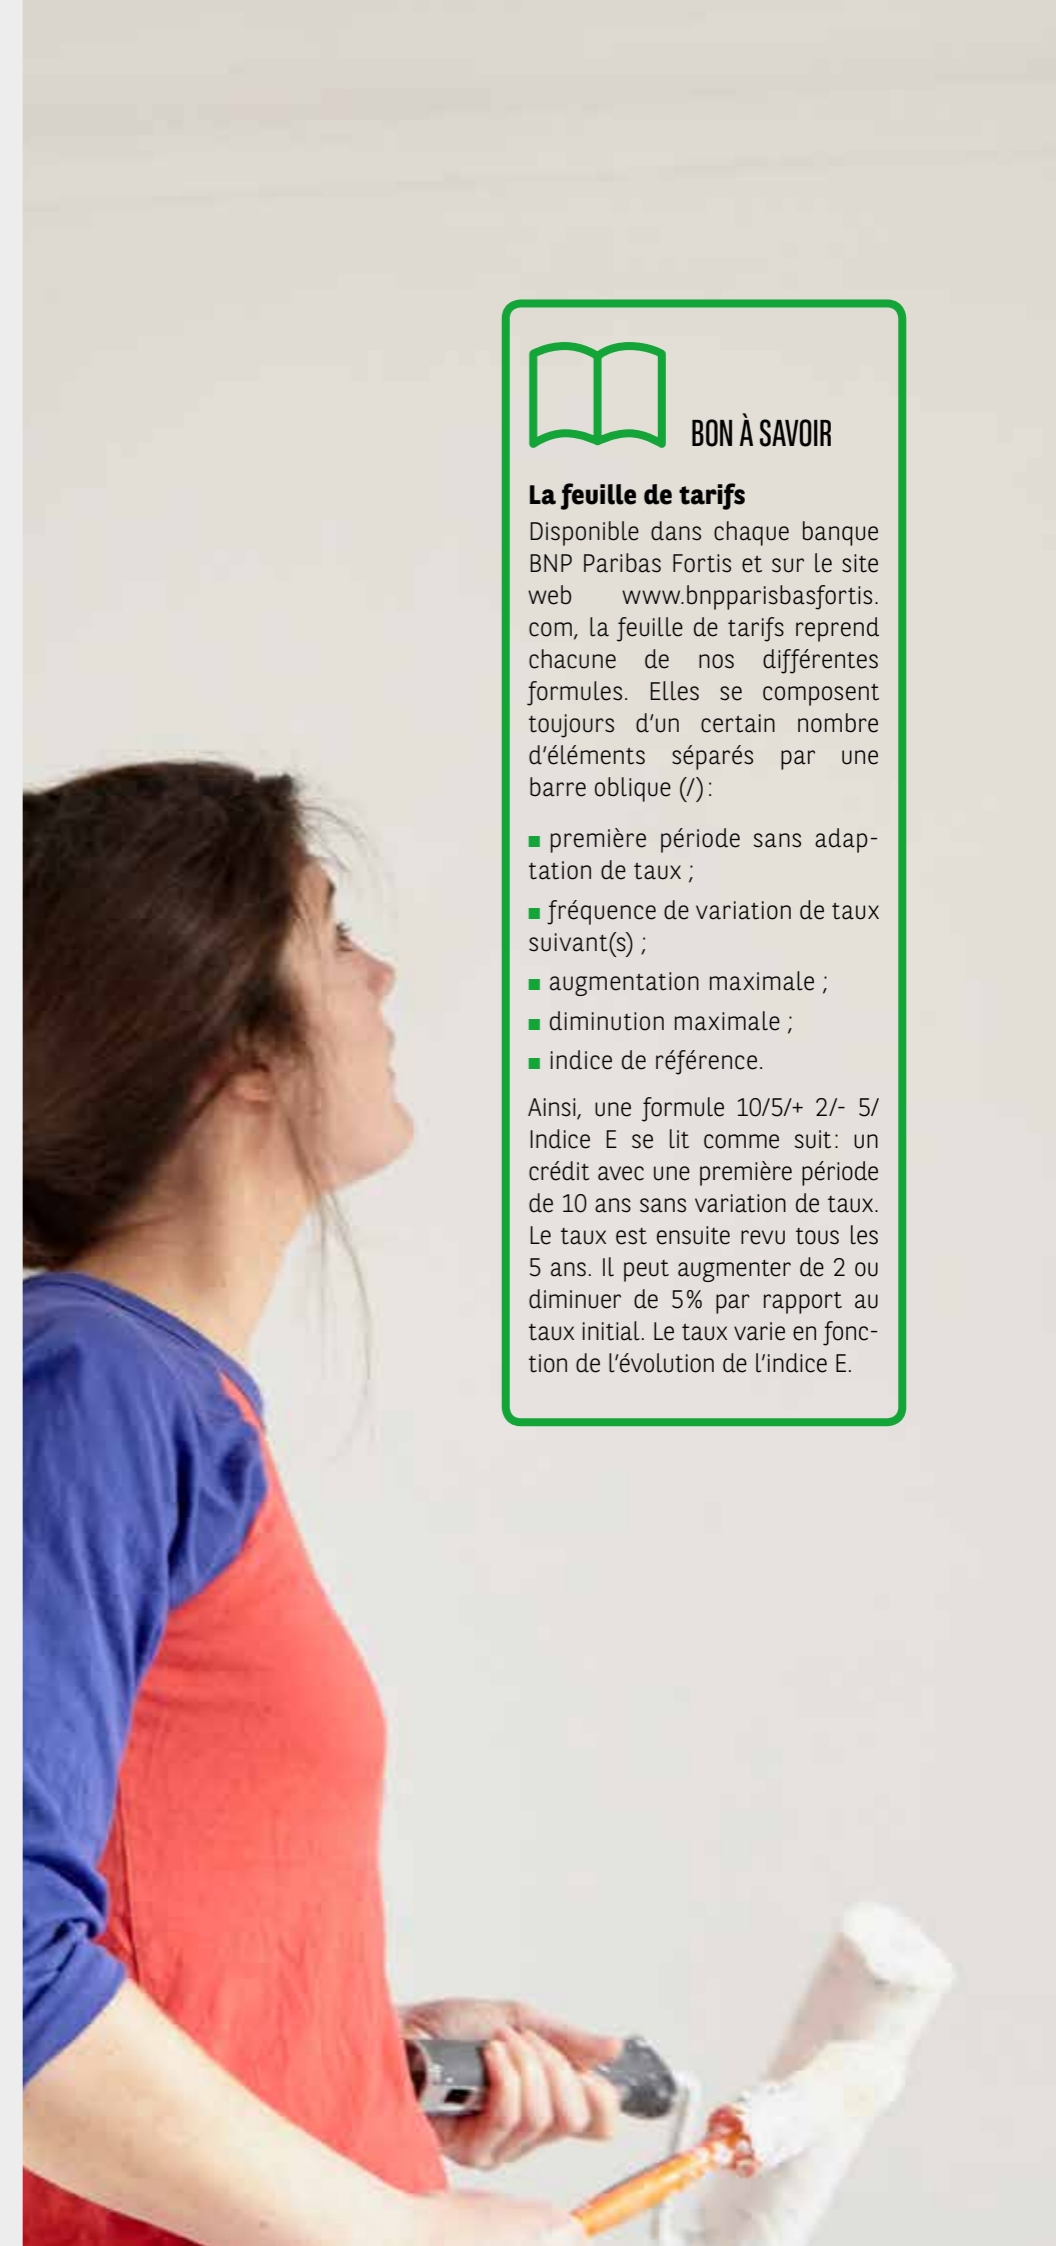 BON À SAVOIR
La feuille de tarifs
Disponible dans chaque banque
BNP Paribas Fortis et sur le site
web www.bnpparisbasfortis.
com, la feuille de tarifs reprend
chacune de nos différentes
formules. Elles se composent
toujours d’un certain nombre
d’éléments séparés par une
barre oblique (/):
■ première période sans adap-
tation de taux ;
■ fréquence de variation de taux
suivant(s) ;
■ augmentation maximale ;
■ diminution maximale ;
■ indice de référence.
Ainsi, une formule 10/5/+ 2/- 5/
Indice E se lit comme suit: un
crédit avec une première période
de 10 ans sans variation de taux.
Le taux est ensuite revu tous les
5 ans. Il peut augmenter de 2 ou
diminuer de 5% par rapport au
taux initial. Le taux varie en fonc-
tion de l’évolution de l’indice E.